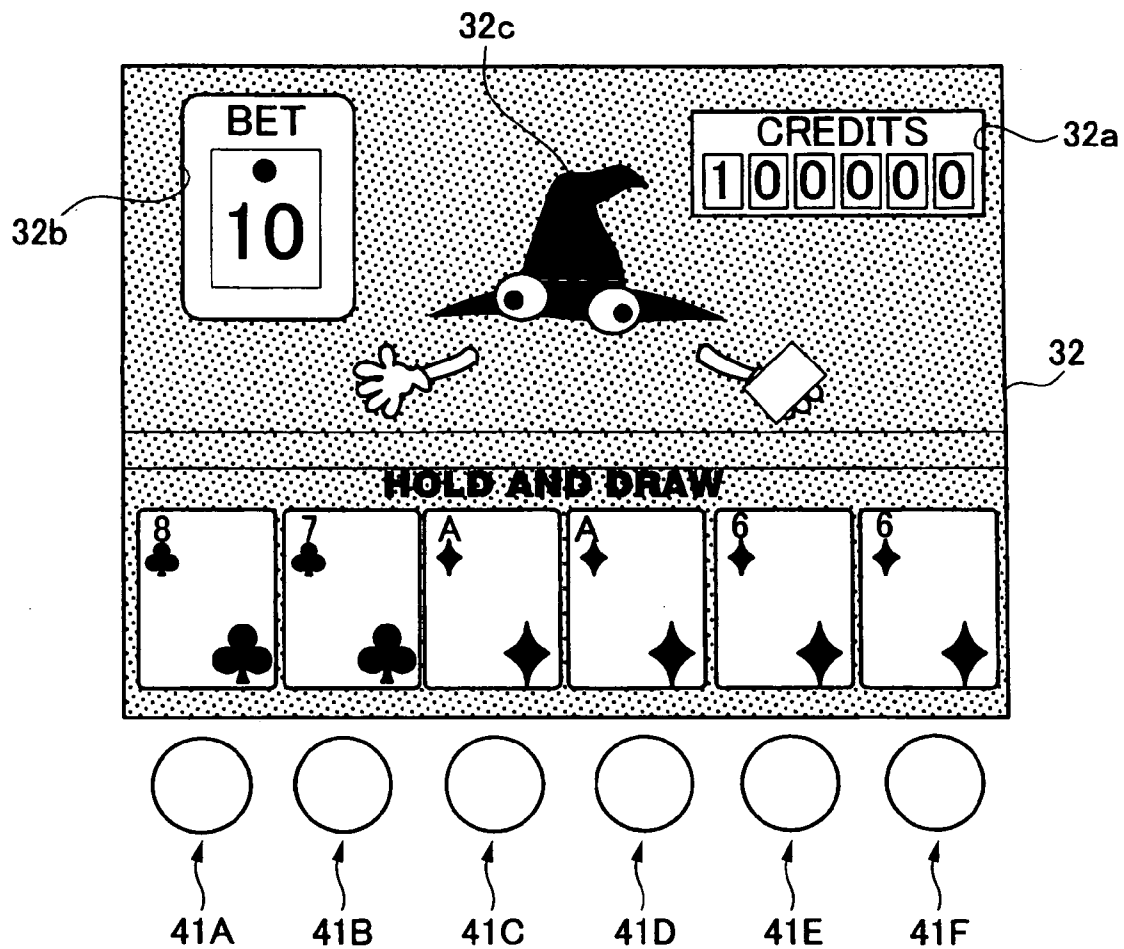 32c
BET
CREDITS
32a
100000
10
32b
32
HOLD AND DRAW
8 7 A A 6 6
41A 41B 41C 41D 41E 41F